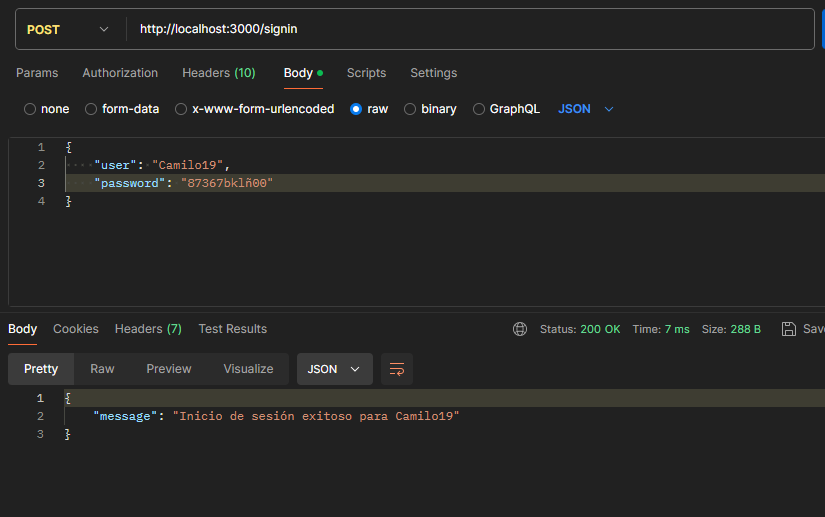 POST http://localhost:3000/signin
Params Authorization Headers (10) Body Scripts Settings
none form-data x-www-form-urlencoded raw binary GraphQL JSON
1 {
2 "user": "Camilo19",
3 "password": "87367bklñ00"
4 }
Body Cookies Headers (7) Test Results Status: 200 OK Time: 7 ms Size: 288 B Save
Pretty Raw Preview Visualize JSON
1 {
2 "message": "Inicio de sesión exitoso para Camilo19"
3 }